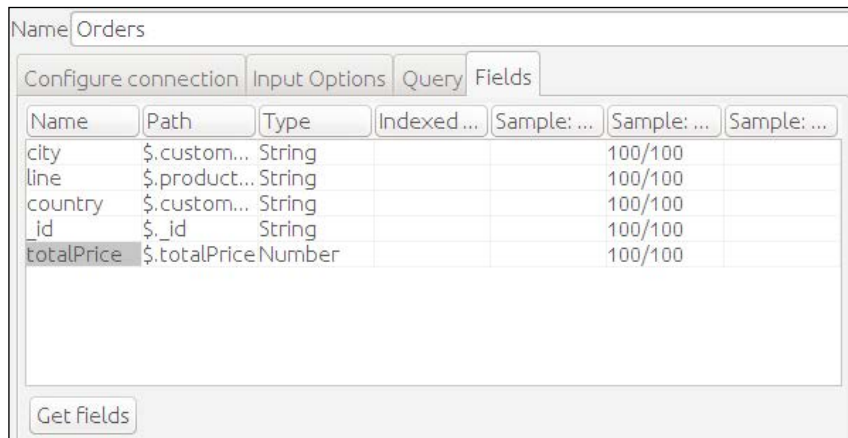 Name Orders
Configure connection Input Options Query Fields
Name Path Type Indexed ... Sample: ... Sample: ... Sample: ...
city $.custom... String 100/100
line $.product... String 100/100
country $.custom... String 100/100
_id $._id String 100/100
totalPrice $.totalPrice Number 100/100
Get fields